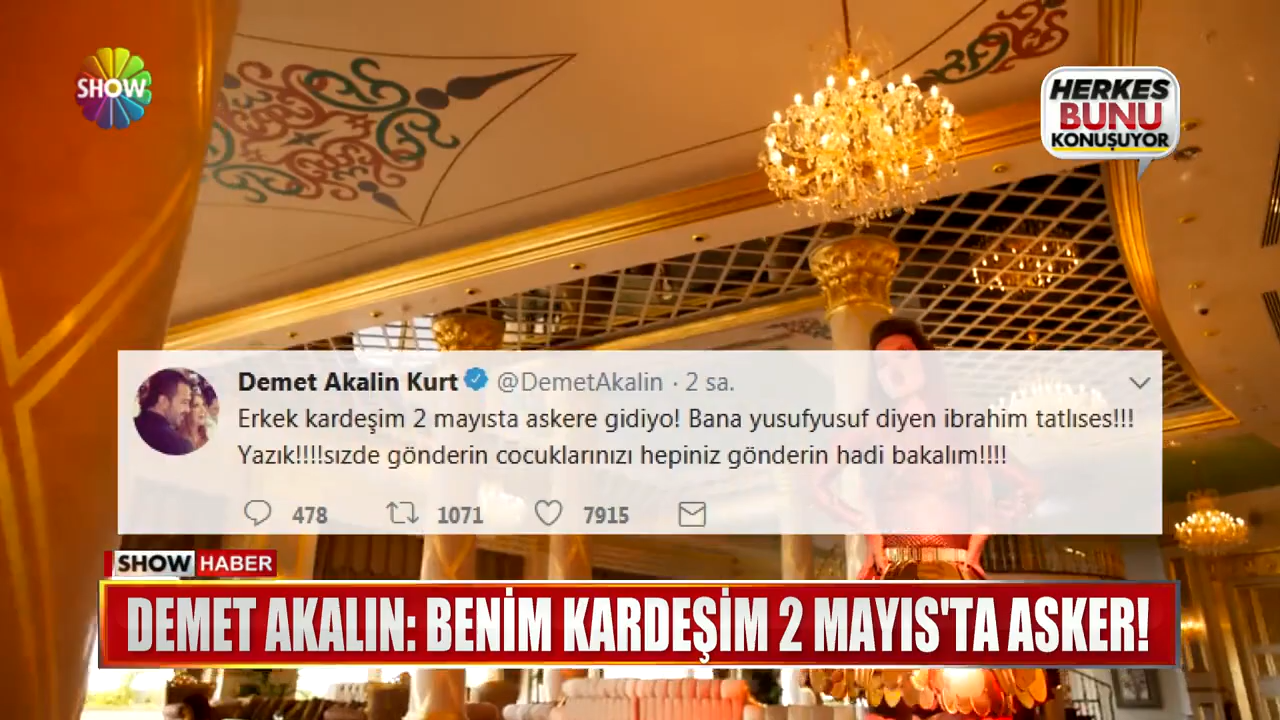 SHOW
HERKES
BUNU
KONUŞUYOR
Demet Akalin Kurt @DemetAkalin · 2 sa.
Erkek kardeşim 2 mayısta askere gidiyo! Bana yusufyusuf diyen ibrahim tatlıses!!!
Yazık!!!!sızde gönderin cocuklarınızı hepiniz gönderin hadi bakalım!!!!
478 1071 7915
SHOW HABER
DEMET AKALIN: BENİM KARDEŞİM 2 MAYIS'TA ASKER!